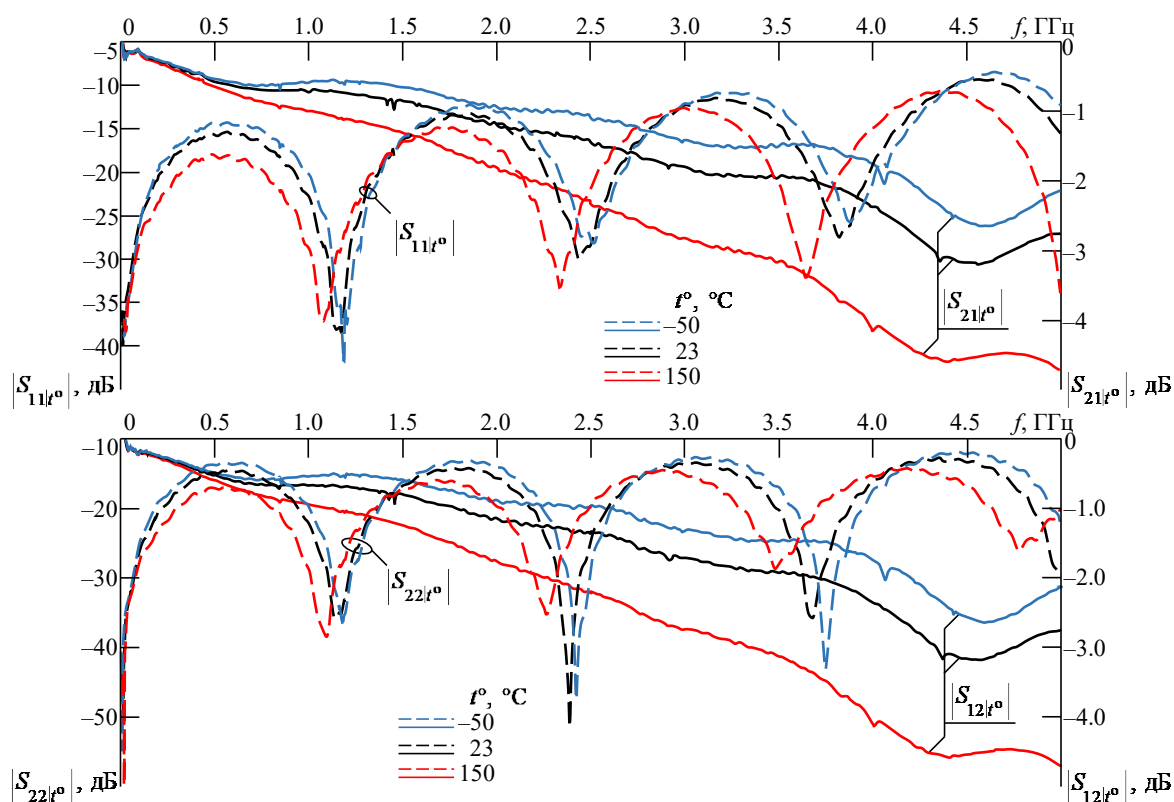 0 0.5 1.0 1.5 2.0 2.5 3.0 3.5 4.0 4.5 f, ГГц
–5 0
–10
–15 –1
–20 –2
–25
–30 –3
–35
–40 –4
|S11|t°|
|S21|t°|
t°, °C
–50
23
150
|S11|t°|, дБ |S21|t°|, дБ
0 0.5 1.0 1.5 2.0 2.5 3.0 3.5 4.0 4.5 f, ГГц
–10 0
–20 –1.0
–30 –2.0
–40 –3.0
–50 –4.0
|S22|t°|
|S12|t°|
t°, °C
–50
23
150
|S22|t°|, дБ |S12|t°|, дБ